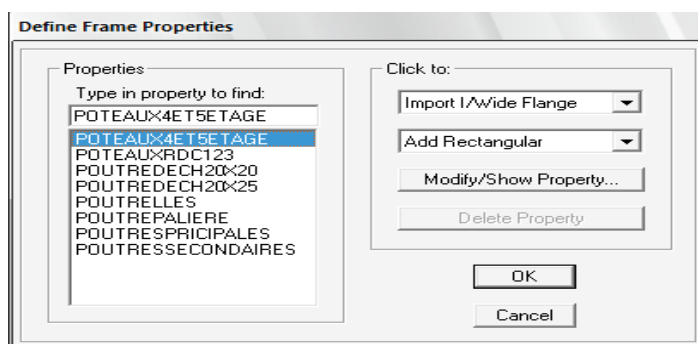 Define Frame Properties
Properties
Type in property to find:
POTEAUX4ET5ETAGE
POTEAUX4ET5ETAGE
POTEAUXRDC123
POUTREDECH20X20
POUTREDECH20X25
POUTRELLES
POUTREPALIERE
POUTRESPRICIPALES
POUTRESSECONDAIRES
Click to:
Import I/Wide Flange
Add Rectangular
Modify/Show Property...
Delete Property
OK
Cancel